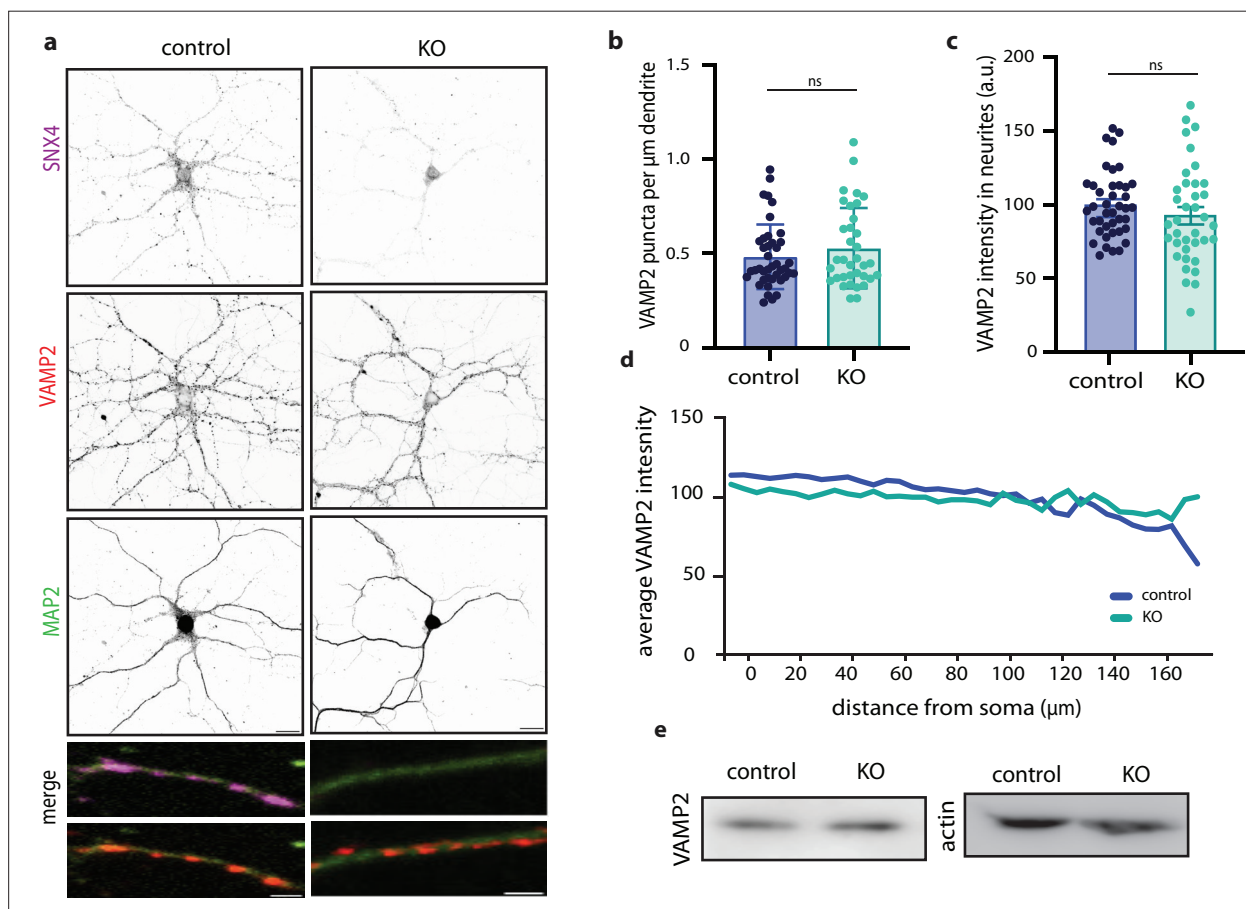 a
control
KO
SNX4
VAMP2
MAP2
merge
b
VAMP2 puncta per µm dendrite
1.5
1.0
0.5
0
ns
control
KO
c
VAMP2 intensity in neurites (a.u.)
200
150
100
50
0
ns
control
KO
d
average VAMP2 intesnity
150
100
50
0
control
KO
0 20 40 60 80 100 120 140 160
distance from soma (µm)
e
control
KO
VAMP2
control
KO
actin